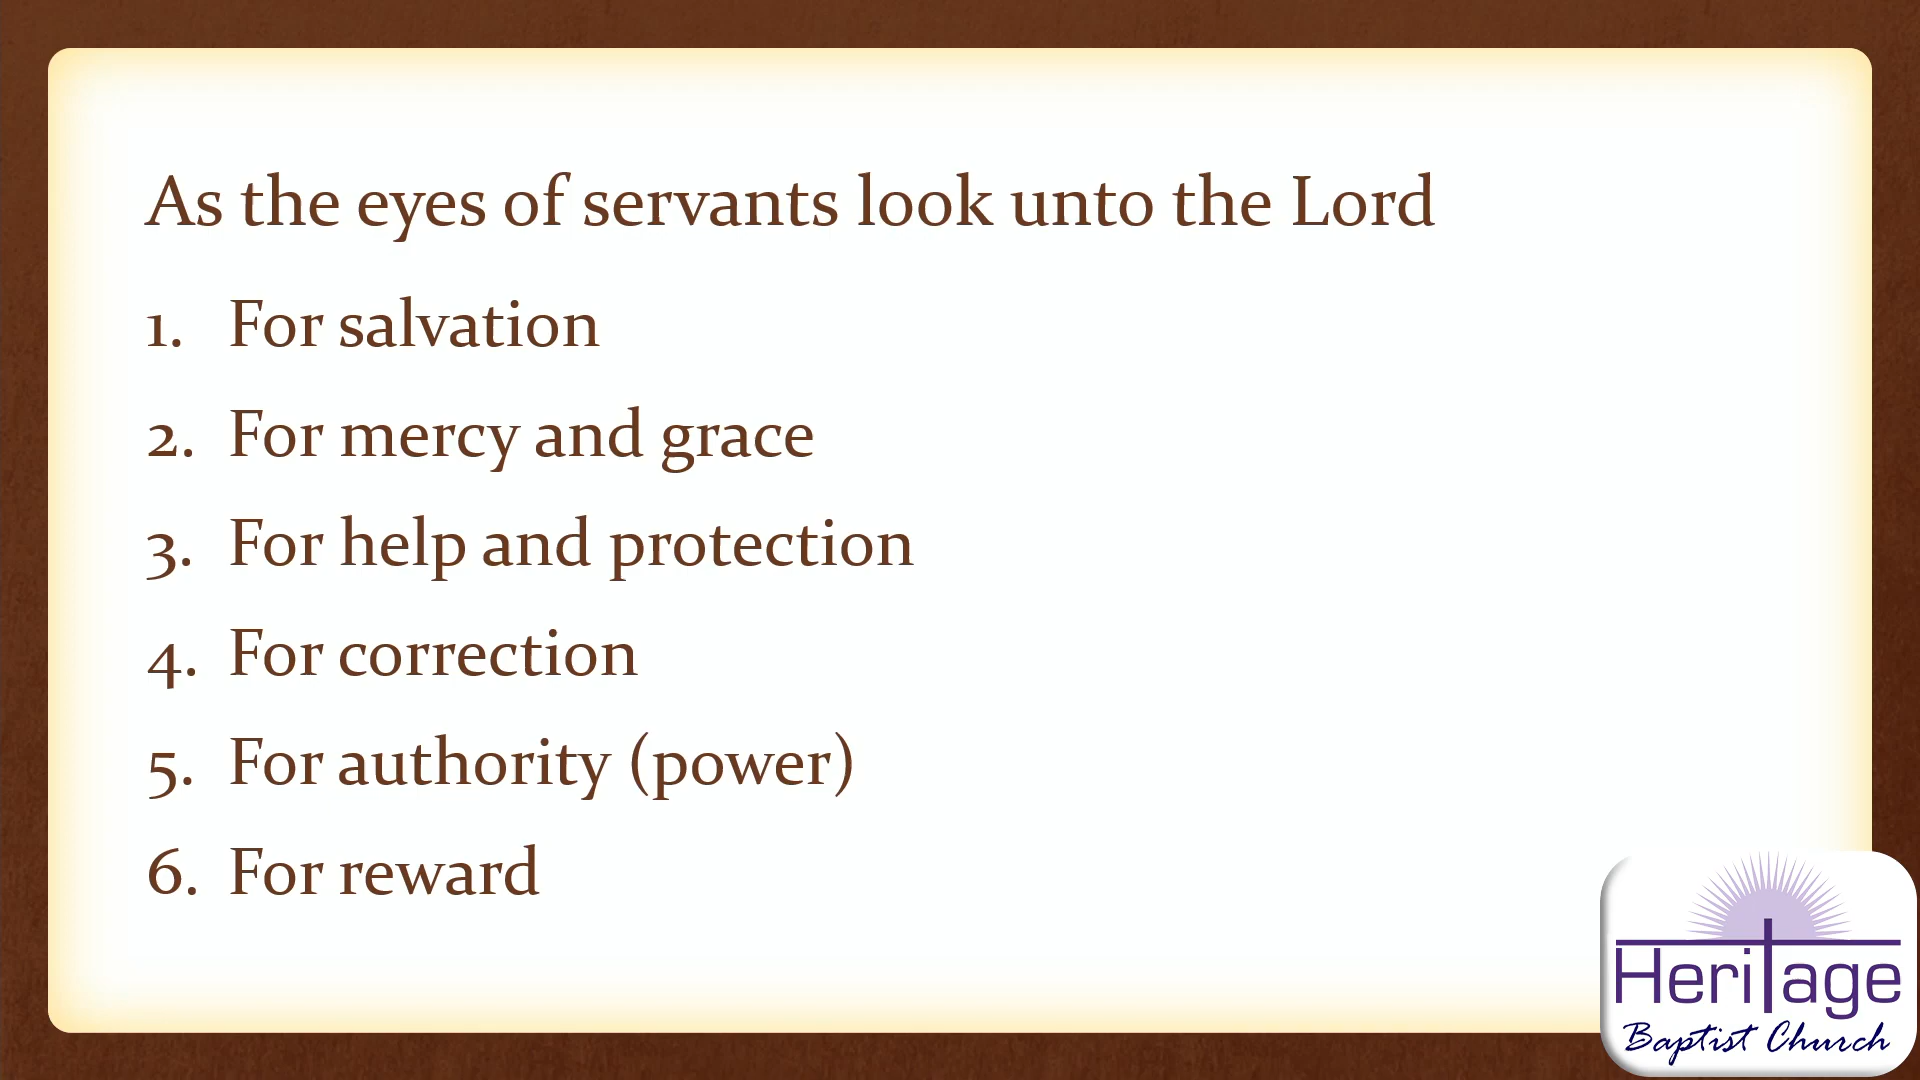 As the eyes of servants look unto the Lord
1. For salvation
2. For mercy and grace
3. For help and protection
4. For correction
5. For authority (power)
6. For reward
Heritage
Baptist Church